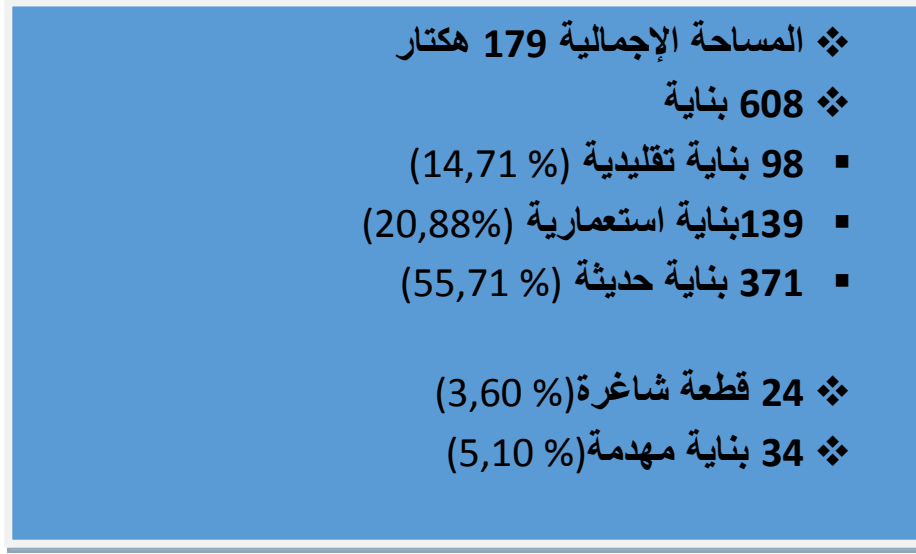 ❖ المساحة الإجمالية 179 هكتار
❖ 608 بناية
▪ 98 بناية تقليدية (14,71 %)
▪ 139بناية استعمارية (20,88%)
▪ 371 بناية حديثة (55,71 %)
❖ 24 قطعة شاغرة(3,60 %)
❖ 34 بناية مهدمة(5,10 %)